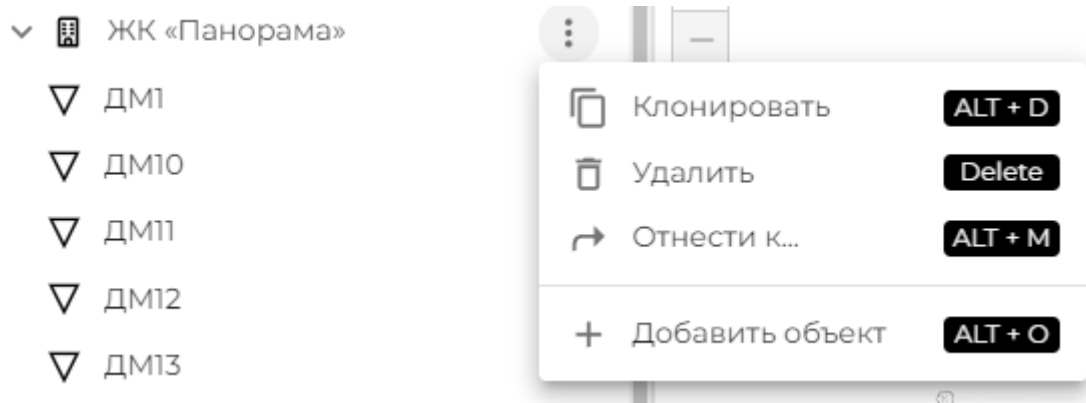 ЖК «Панорама»
ДМ1
ДМ10
ДМ11
ДМ12
ДМ13
Клонировать ALT + D
Удалить Delete
Отнести к... ALT + M
Добавить объект ALT + O